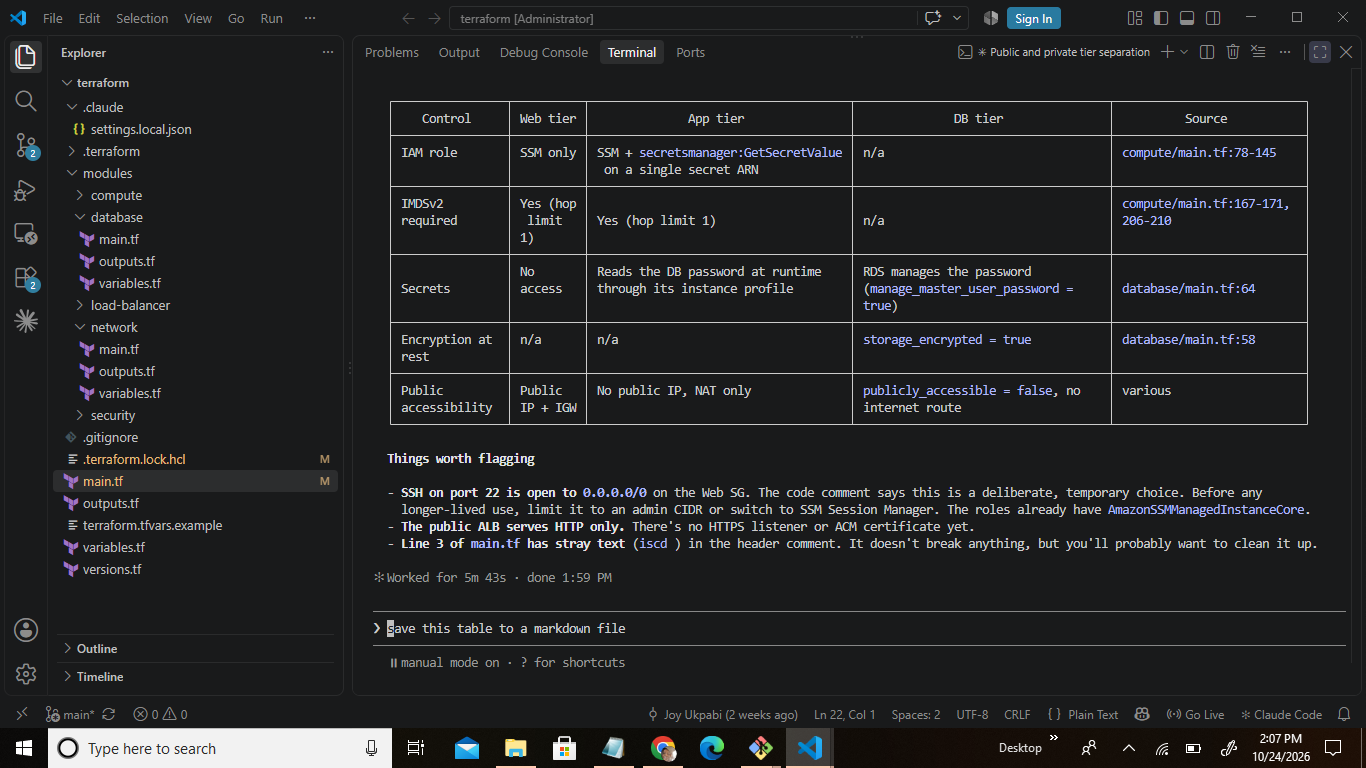 File Edit Selection View Go Run ···
terraform [Administrator]
Sign In
Explorer ···
terraform
.claude
{} settings.local.json
.terraform
modules
compute
database
main.tf
outputs.tf
variables.tf
load-balancer
network
main.tf
outputs.tf
variables.tf
security
.gitignore
.terraform.lock.hcl M
main.tf M
outputs.tf
terraform.tfvars.example
variables.tf
versions.tf
Outline
Timeline
2
2
Problems Output Debug Console Terminal Ports
✳ Public and private tier separation
Control Web tier App tier DB tier Source
IAM role SSM only SSM + secretsmanager:GetSecretValue n/a compute/main.tf:78-145
on a single secret ARN
IMDSv2 Yes (hop compute/main.tf:167-171,
required limit Yes (hop limit 1) n/a 206-210
1)
No Reads the DB password at runtime RDS manages the password
Secrets access through its instance profile (manage_master_user_password = database/main.tf:64
true)
Encryption at n/a n/a storage_encrypted = true database/main.tf:58
rest
Public Public No public IP, NAT only publicly_accessible = false, no various
accessibility IP + IGW internet route
Things worth flagging
- SSH on port 22 is open to 0.0.0.0/0 on the Web SG. The code comment says this is a deliberate, temporary choice. Before any
longer-lived use, limit it to an admin CIDR or switch to SSM Session Manager. The roles already have AmazonSSMManagedInstanceCore.
- The public ALB serves HTTP only. There's no HTTPS listener or ACM certificate yet.
- Line 3 of main.tf has stray text (iscd ) in the header comment. It doesn't break anything, but you'll probably want to clean it up.
✻Worked for 5m 43s · done 1:59 PM
❯ save this table to a markdown file
⏸manual mode on · ? for shortcuts
main* 0 0 Joy Ukpabi (2 weeks ago) Ln 22, Col 1 Spaces: 2 UTF-8 CRLF {} Plain Text Go Live ✻ Claude Code
Type here to search
Desktop
2:07 PM
10/24/2026